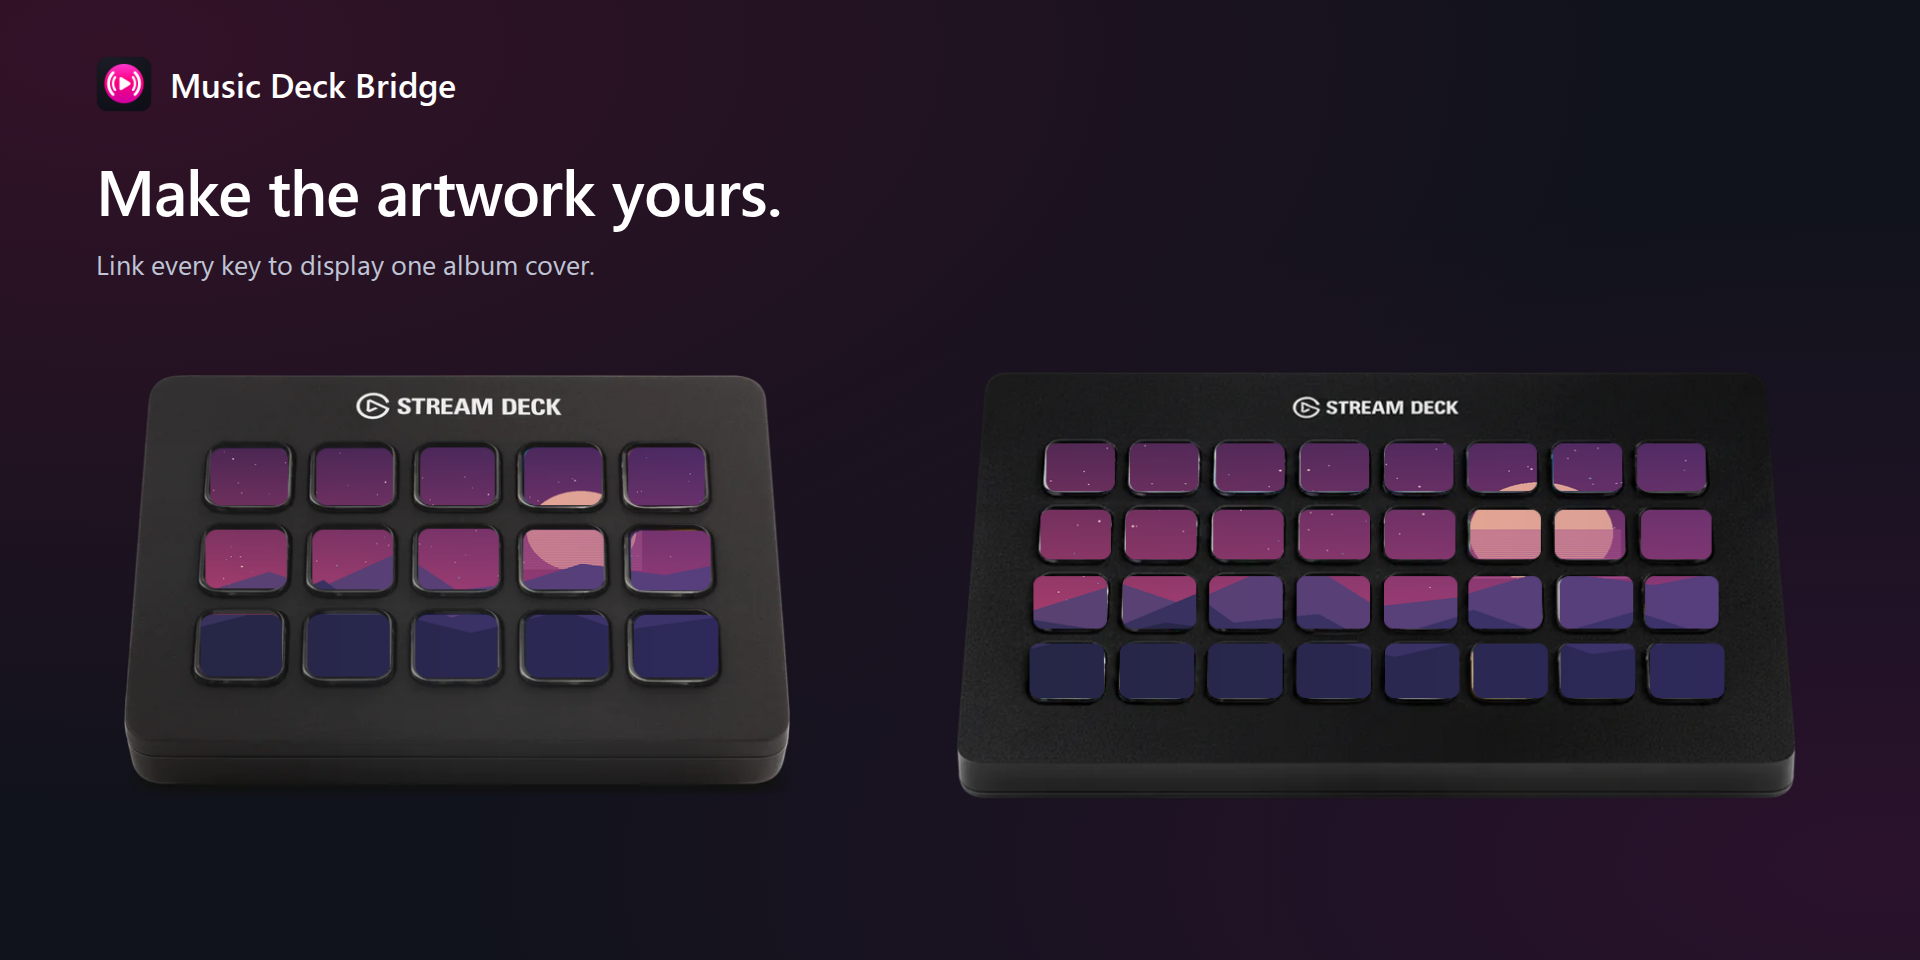 Music Deck Bridge
Make the artwork yours.
Link every key to display one album cover.
STREAM DECK
STREAM DECK